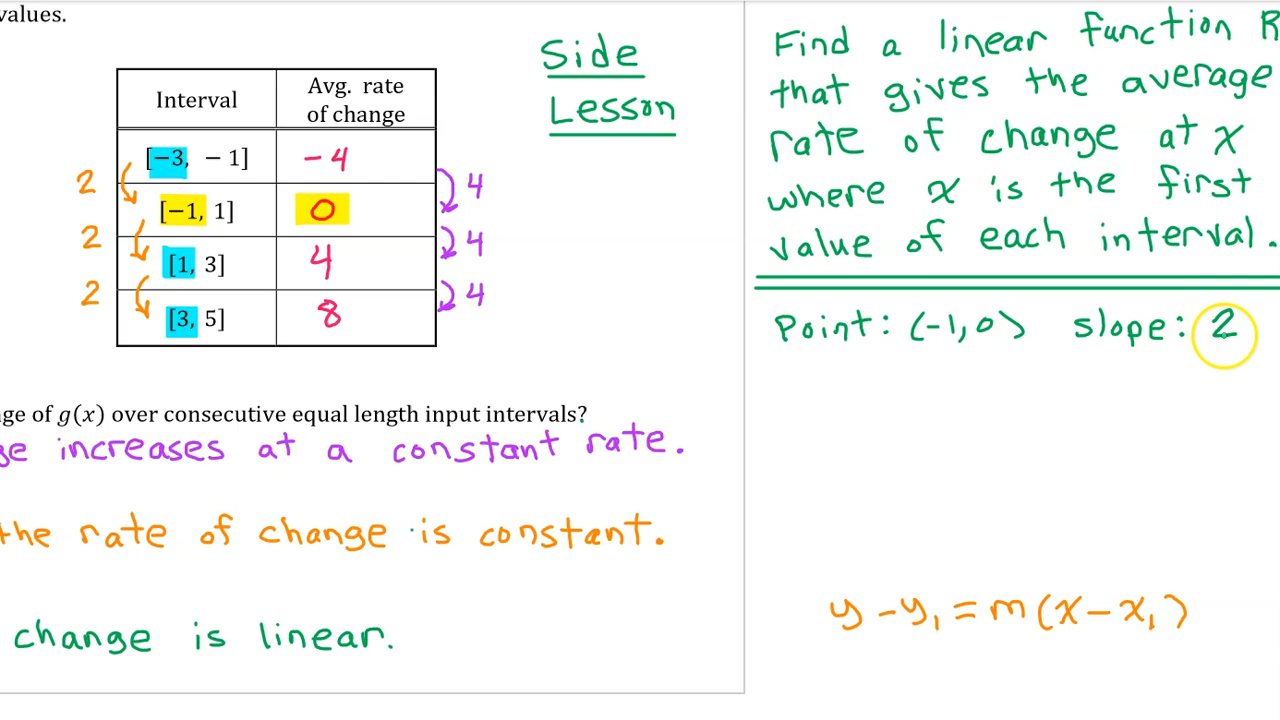 values.
Side
Lesson
Interval Avg. rate of change
[−3, − 1] -4
[−1, 1] 0
[1, 3] 4
[3, 5] 8
2 4
2 4
2 4
ge of g(x) over consecutive equal length input intervals?
ge increases at a constant rate.
the rate of change is constant.
change is linear.
Find a linear function R
that gives the average
rate of change at x
where x is the first
value of each interval.
Point: (-1,0) slope: 2
y - y₁ = m(x - x₁)